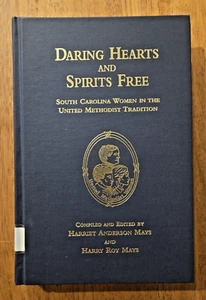 DARING HEARTS
AND
SPIRITS FREE
SOUTH CAROLINA WOMEN IN THE
UNITED METHODIST TRADITION
COMPILED AND EDITED BY
HARRIET ANDERSON MAYS
AND
HARRY ROY MAYS